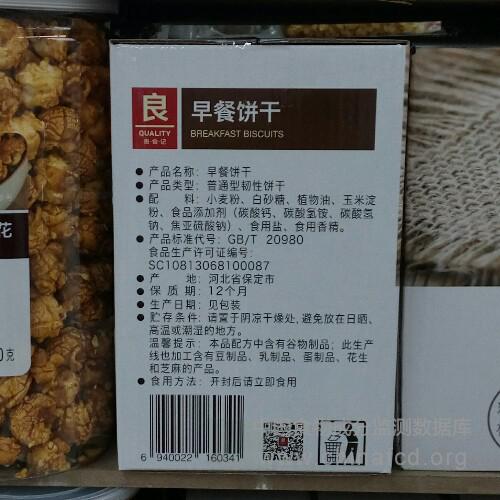 良
QUALITY
早餐饼干
BREAKFAST BISCUITS
● 产品名称：早餐饼干
● 产品类型：普通型韧性饼干
● 配 料：小麦粉、白砂糖、植物油、玉米淀
粉、食品添加剂（碳酸钙、碳酸氢铵、碳酸氢
钠、焦亚硫酸钠）、食用盐、食用香精。
● 产品标准代号：GB/T 20980
食品生产许可证编号：
SC10813068100087
● 产 地：河北省保定市
● 保 质 期：12个月
● 生产日期：见包装
● 贮存条件：请置于阴凉干燥处，避免放在日晒、
高温或潮湿的地方。
温馨提示：本品配方中含有谷物制品；此生产
线也加工含有豆制品、乳制品、蛋制品、花生
和芝麻的产品。
● 食用方法：开封后请立即食用
6 940022 160341
花
0克
监测数据库